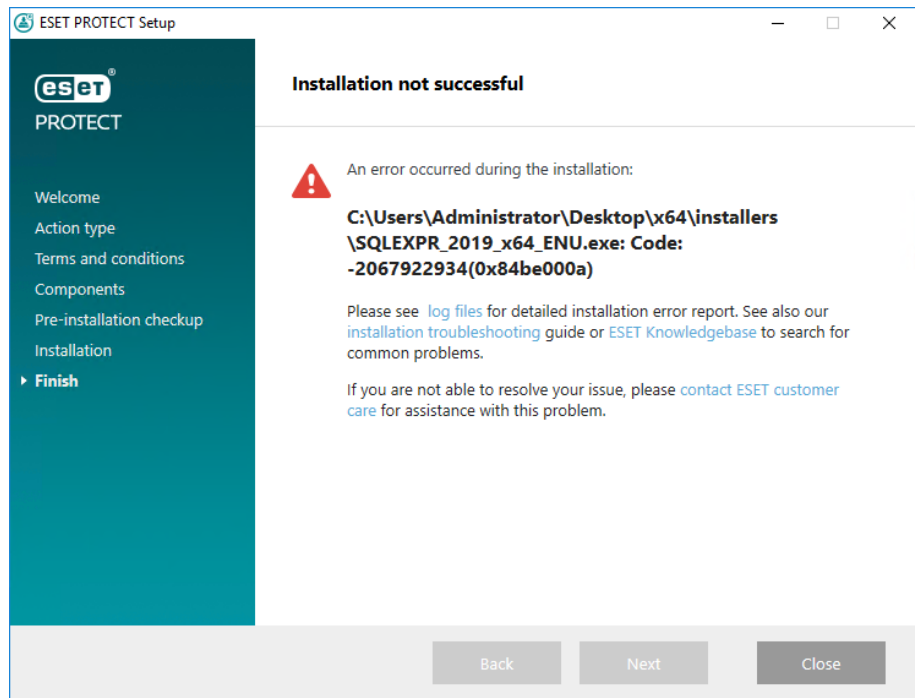 ESET PROTECT Setup
eset®
PROTECT
Welcome
Action type
Terms and conditions
Components
Pre-installation checkup
Installation
Finish
Installation not successful
An error occurred during the installation:
C:\Users\Administrator\Desktop\x64\installers
\SQLEXPR_2019_x64_ENU.exe: Code:
-2067922934(0x84be000a)
Please see log files for detailed installation error report. See also our
installation troubleshooting guide or ESET Knowledgebase to search for
common problems.
If you are not able to resolve your issue, please contact ESET customer
care for assistance with this problem.
Back
Next
Close